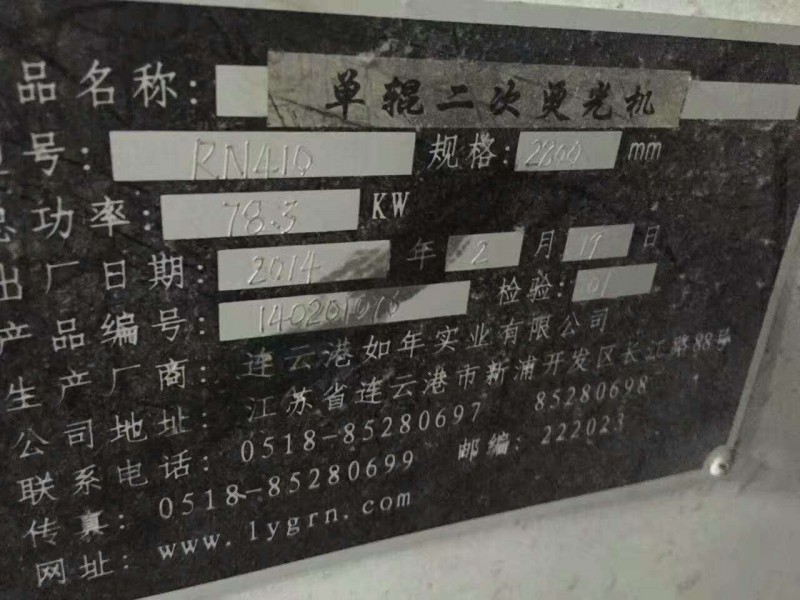 品名称: 单辊二次烫光机
型号: RN410 规格: 2800 mm
总功率: 78.3 KW
出厂日期: 2014 年 2 月 19 日
产品编号: 140201016 检验: 01
生产厂商: 连云港如年实业有限公司
公司地址: 江苏省连云港市新浦开发区长江路88号
联系电话: 0518-85280697 85280698
传真: 0518-85280699 邮编: 222023
网址: www.lygrn.com